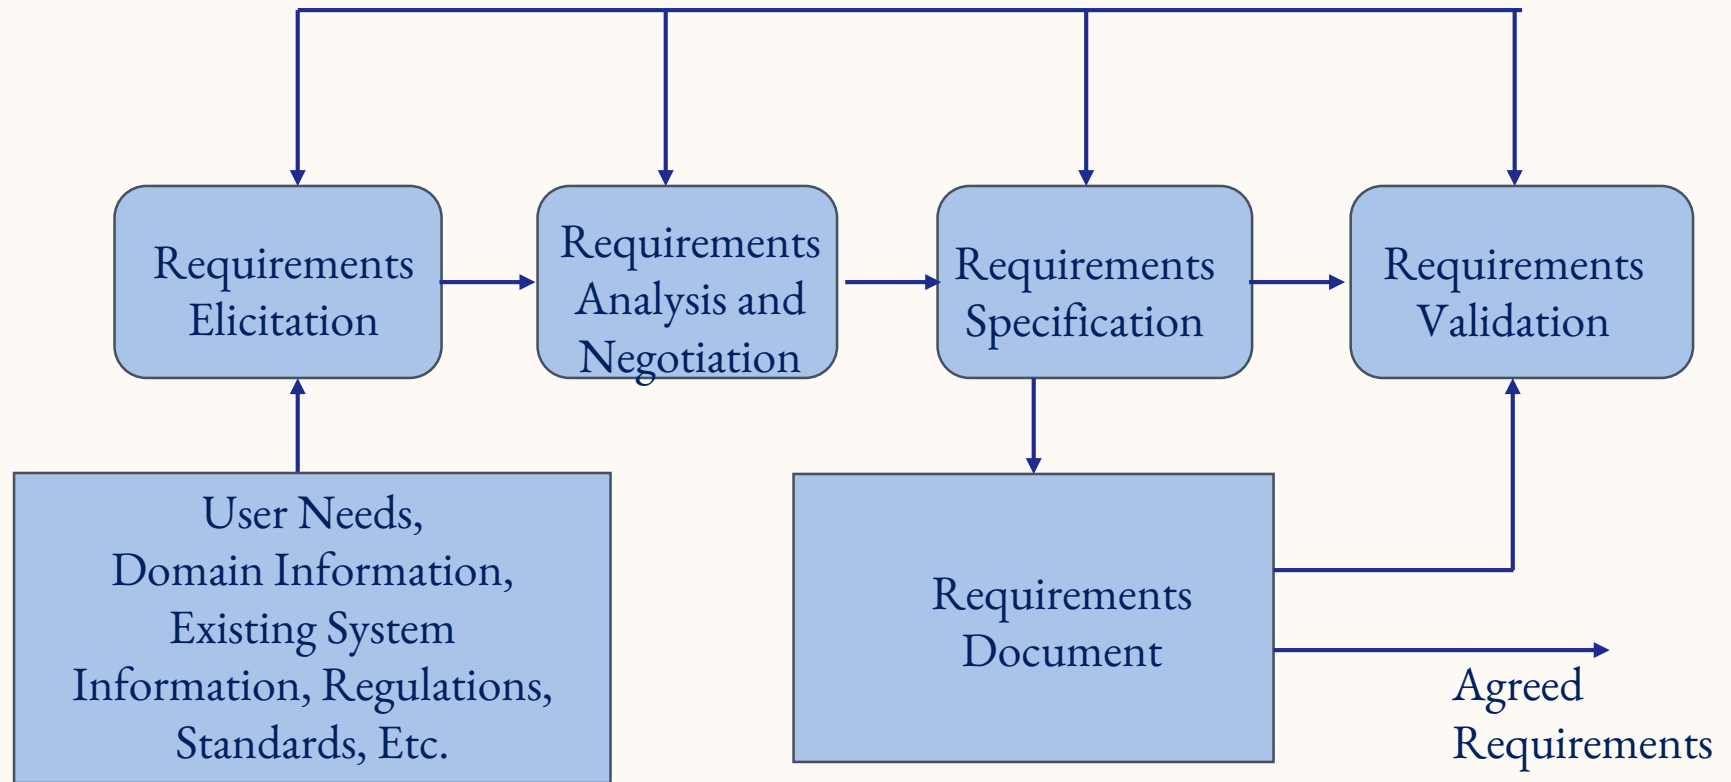 Requirements
Elicitation
Requirements
Analysis and
Negotiation
Requirements
Specification
Requirements
Validation
User Needs,
Domain Information,
Existing System
Information, Regulations,
Standards, Etc.
Requirements
Document
Agreed
Requirements